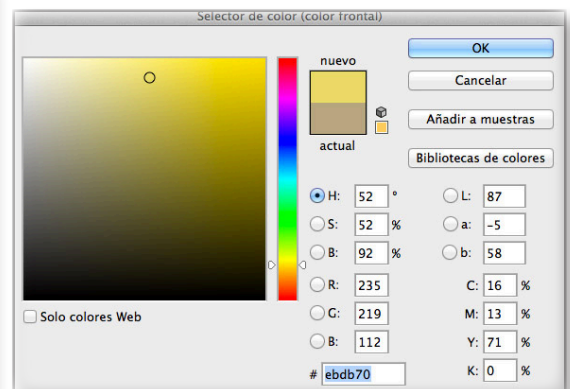 Selector de color (color frontal)
nuevo
actual
OK
Cancelar
Añadir a muestras
Bibliotecas de colores
H: 52 °
S: 52 %
B: 92 %
R: 235
G: 219
B: 112
# ebdb70
L: 87
a: -5
b: 58
C: 16 %
M: 13 %
Y: 71 %
K: 0 %
Solo colores Web